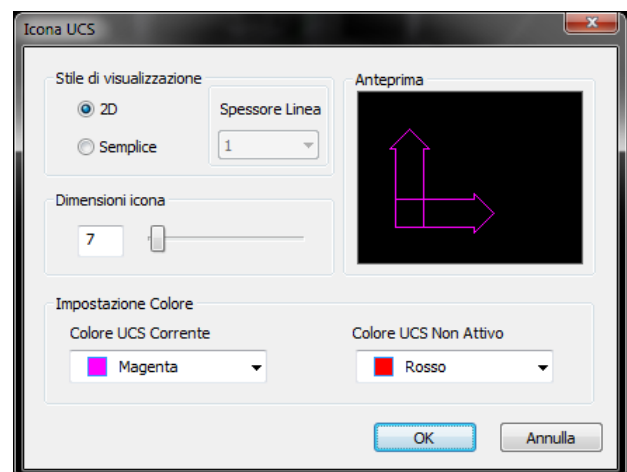 Icona UCS
Stile di visualizzazione
2D
Semplice
Spessore Linea
1
Anteprima
Dimensioni icona
7
Impostazione Colore
Colore UCS Corrente
Magenta
Colore UCS Non Attivo
Rosso
OK
Annulla